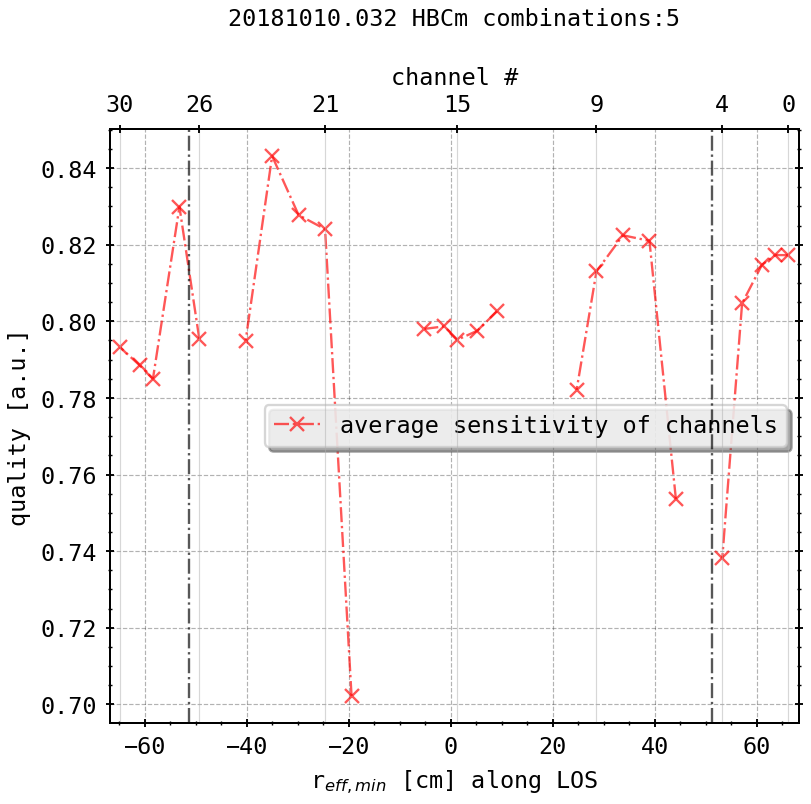 20181010.032 HBCm combinations:5
channel #
30 26 21 15 9 4 0
0.84
0.82
0.80
0.78
0.76
0.74
0.72
0.70
quality [a.u.]
average sensitivity of channels
−60 −40 −20 0 20 40 60
r_eff,min [cm] along LOS